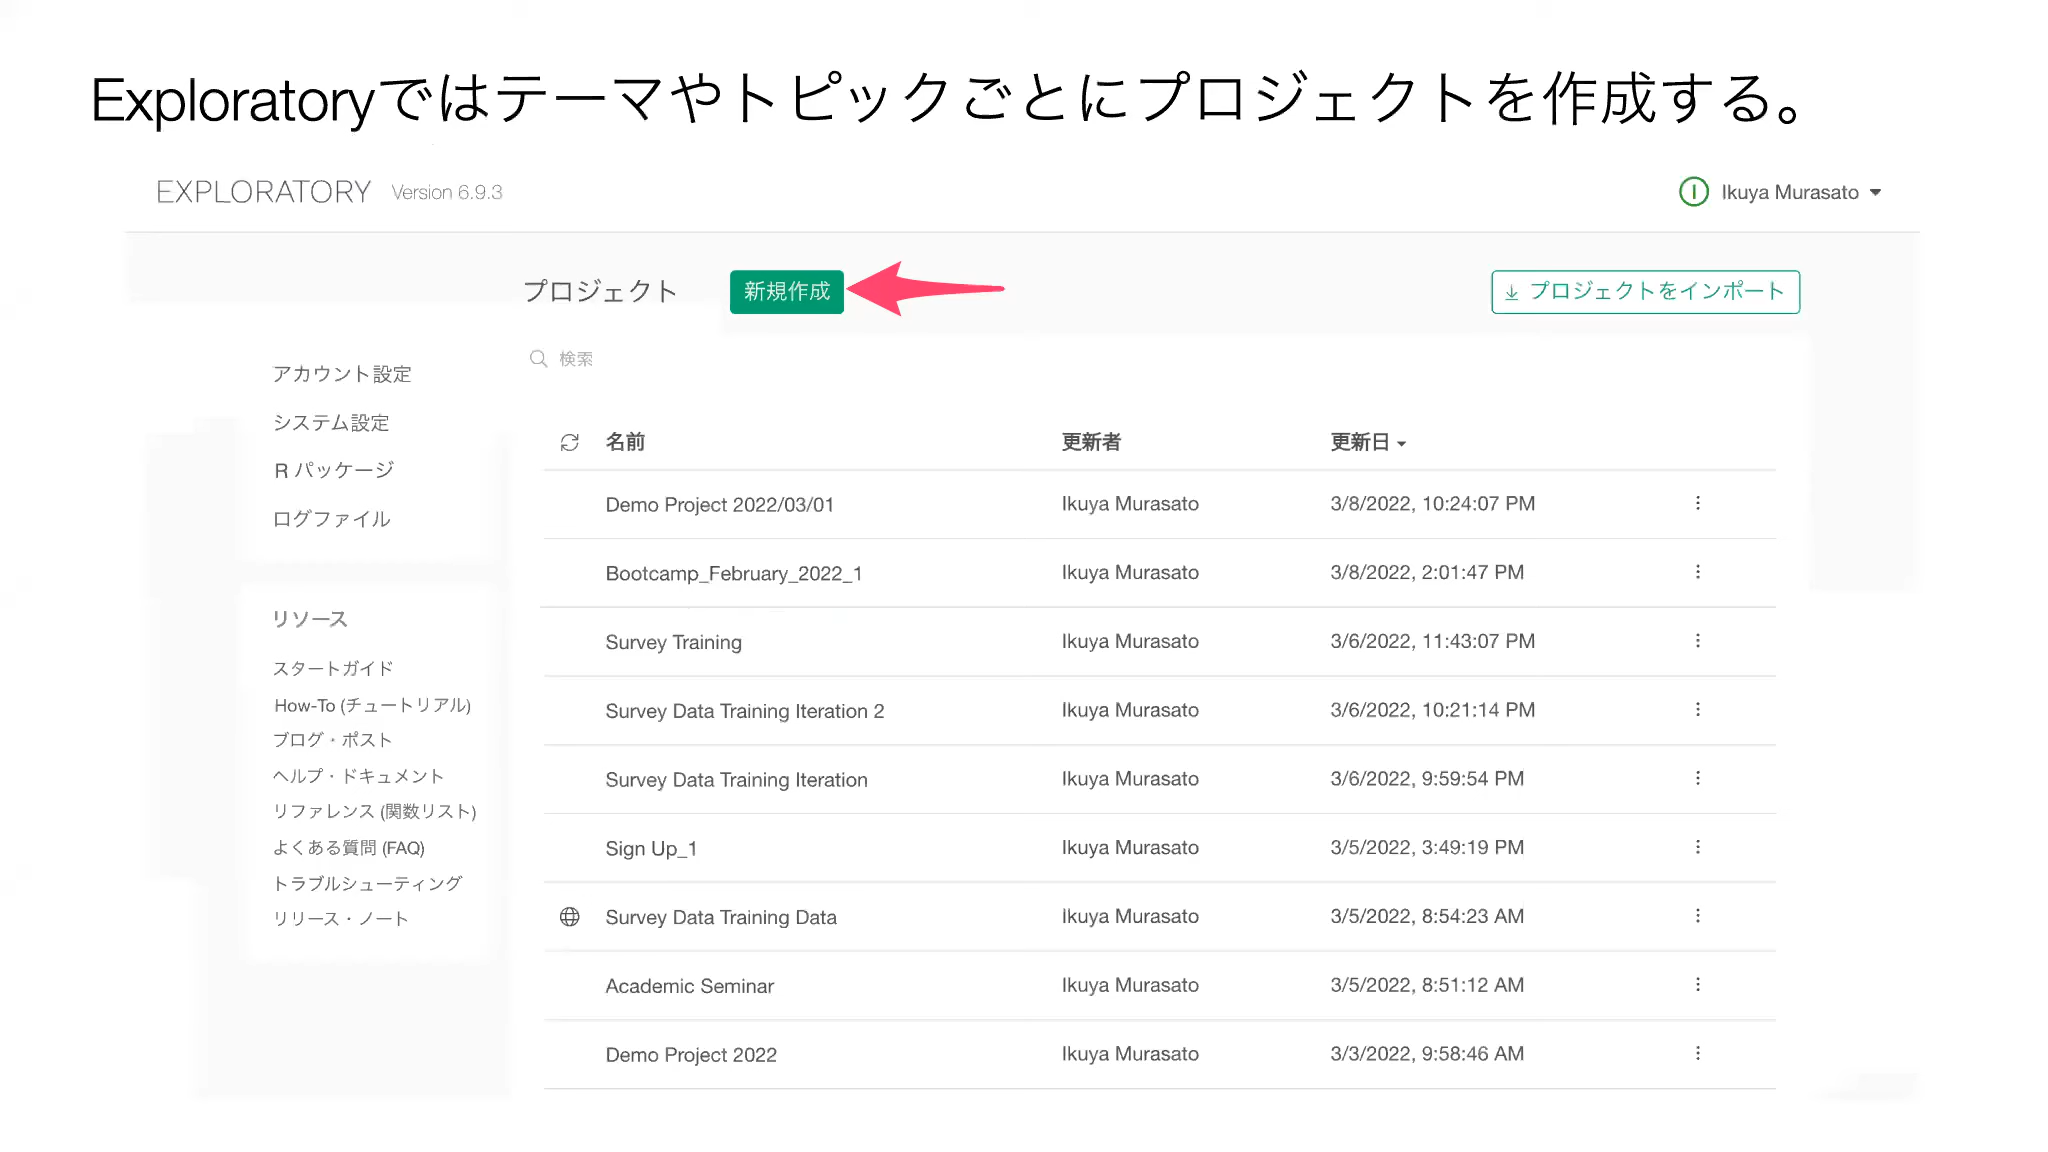 Exploratoryではテーマやトピックごとにプロジェクトを作成する。
EXPLORATORY Version 6.9.3
I Ikuya Murasato
プロジェクト 新規作成 プロジェクトをインポート
検索
アカウント設定
システム設定
R パッケージ
ログファイル
リソース
スタートガイド
How-To (チュートリアル)
ブログ・ポスト
ヘルプ・ドキュメント
リファレンス (関数リスト)
よくある質問 (FAQ)
トラブルシューティング
リリース・ノート
名前 更新者 更新日
Demo Project 2022/03/01 Ikuya Murasato 3/8/2022, 10:24:07 PM
Bootcamp_February_2022_1 Ikuya Murasato 3/8/2022, 2:01:47 PM
Survey Training Ikuya Murasato 3/6/2022, 11:43:07 PM
Survey Data Training Iteration 2 Ikuya Murasato 3/6/2022, 10:21:14 PM
Survey Data Training Iteration Ikuya Murasato 3/6/2022, 9:59:54 PM
Sign Up_1 Ikuya Murasato 3/5/2022, 3:49:19 PM
Survey Data Training Data Ikuya Murasato 3/5/2022, 8:54:23 AM
Academic Seminar Ikuya Murasato 3/5/2022, 8:51:12 AM
Demo Project 2022 Ikuya Murasato 3/3/2022, 9:58:46 AM